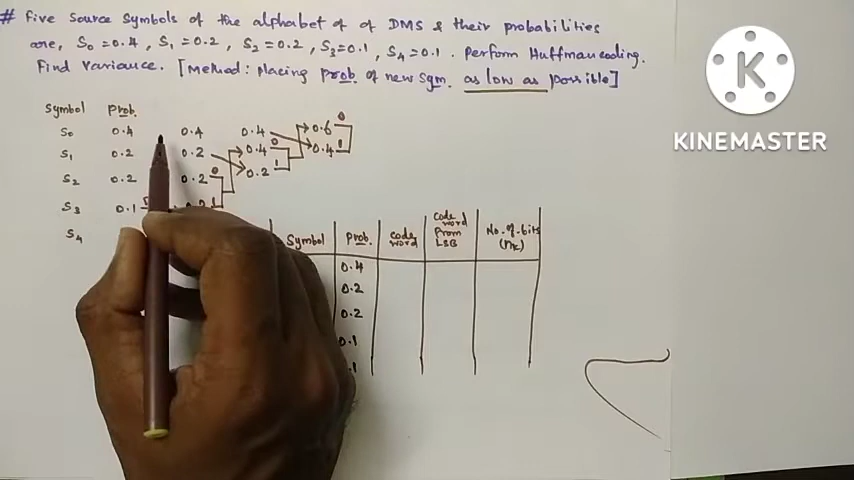 # Five Source Symbols of the alphabet of of DMS & their probabilities
are, S0 = 0.4, S1 = 0.2, S2 = 0.2, S3 = 0.1, S4 = 0.1. Perform Huffman coding.
Find Variance. [Method: Placing Prob. of new Sym. as low as possible]
K
KINEMASTER
Symbol Prob.
S0 0.4 0.4 0.4 0.6 0
S1 0.2 0.2 0.4 0 0.4 1
S2 0.2 0.2 0 0.2 1
S3 0.1 0.2 1
S4
Symbol Prob. Code word Code word From LSB No. of bits (nk)
0.4
0.2
0.2
0.1
.1